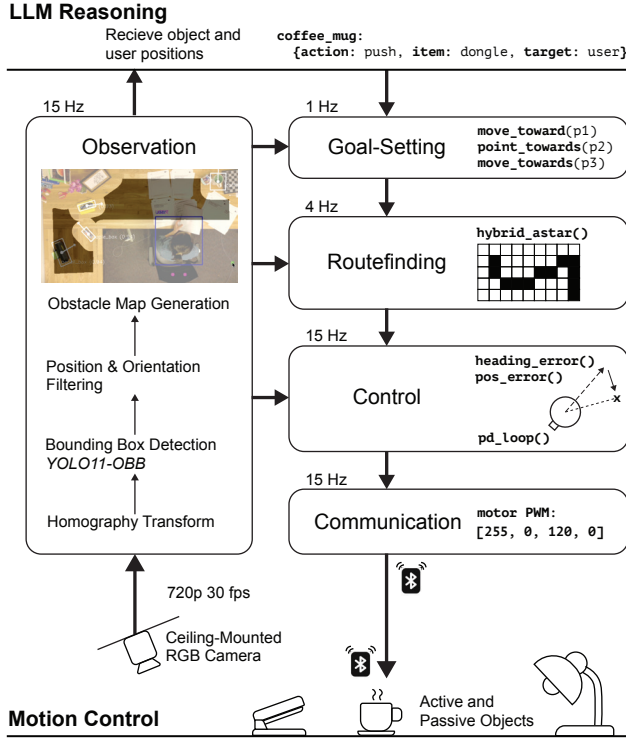 LLM Reasoning
Recieve object and
user positions
coffee_mug:
{action: push, item: dongle, target: user}
15 Hz
Observation
Obstacle Map Generation
Position & Orientation
Filtering
Bounding Box Detection
YOLO11-OBB
Homography Transform
720p 30 fps
Ceiling-Mounted
RGB Camera
1 Hz
Goal-Setting
move_toward(p1)
point_towards(p2)
move_towards(p3)
4 Hz
Routefinding
hybrid_astar()
15 Hz
Control
heading_error()
pos_error()
x
pd_loop()
15 Hz
Communication
motor PWM:
[255, 0, 120, 0]
Active and
Passive Objects
Motion Control